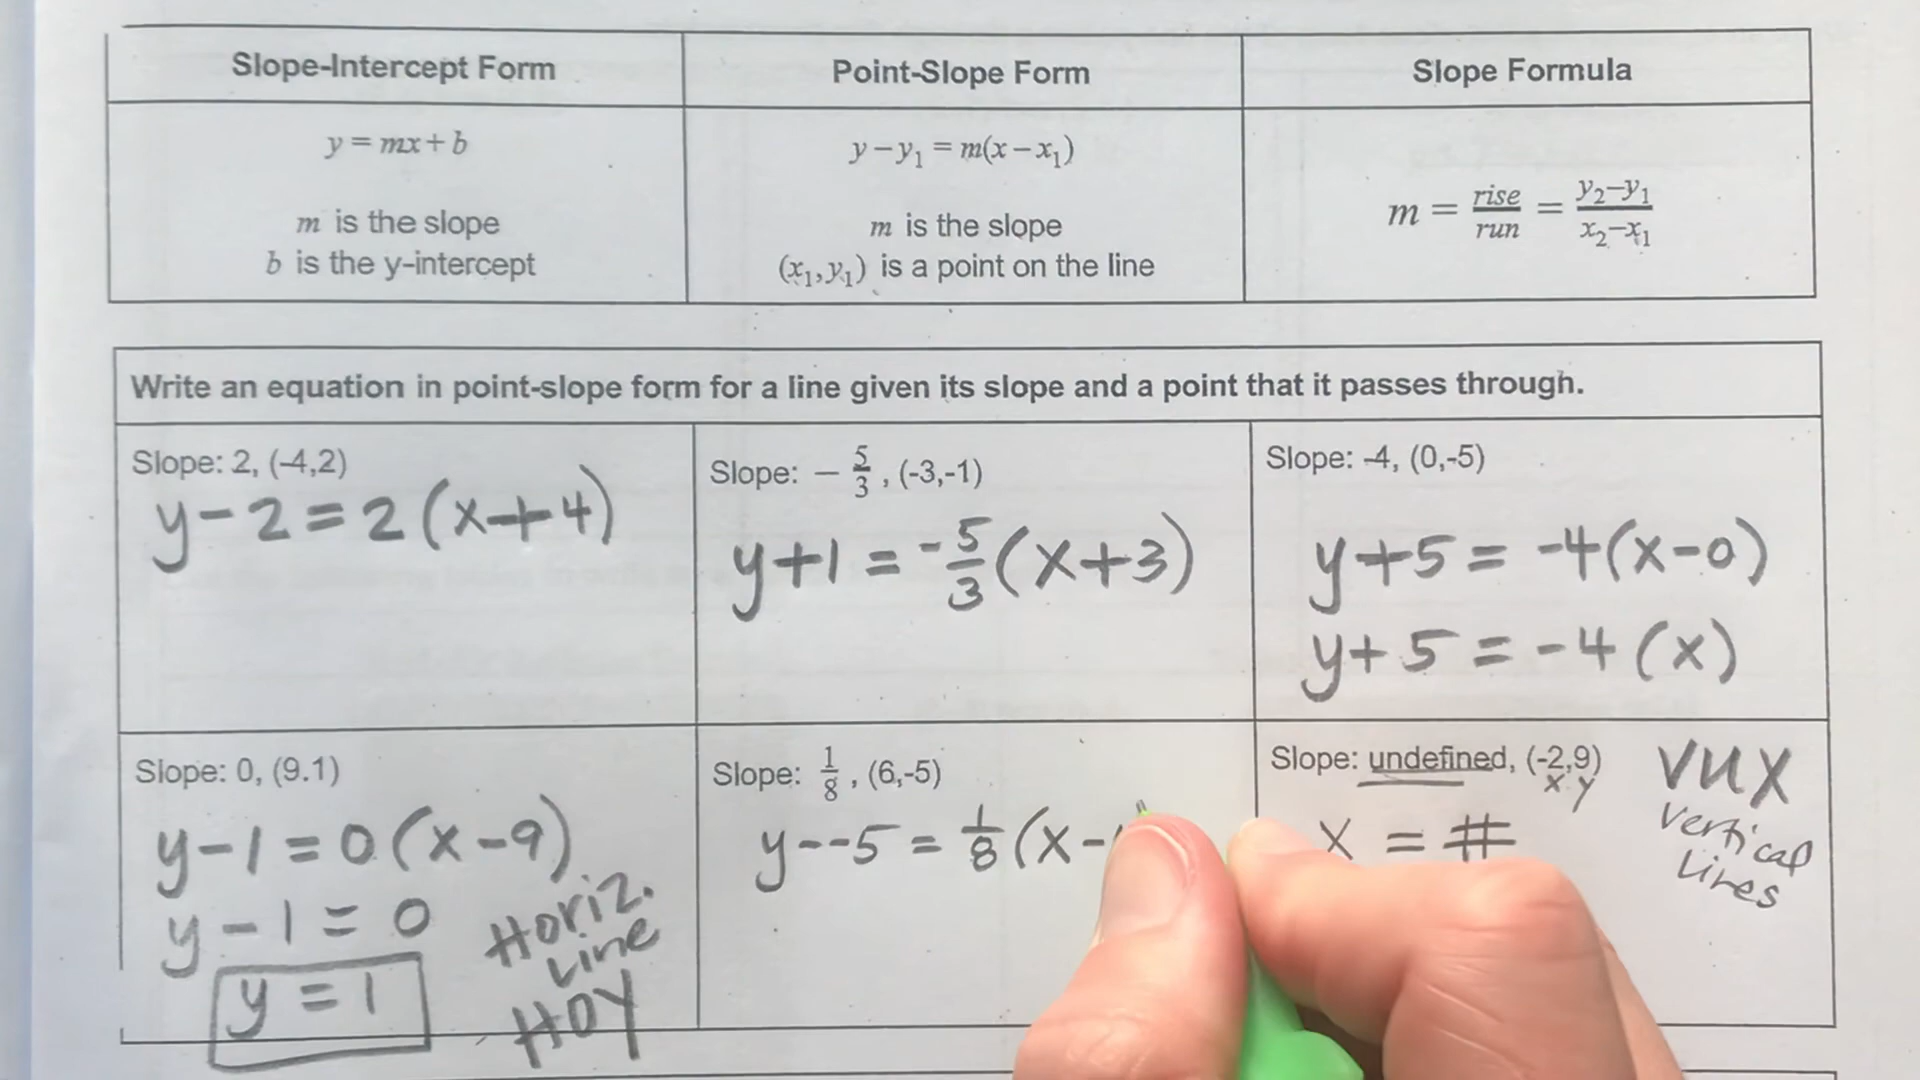 Slope-Intercept Form
y = mx + b
m is the slope
b is the y-intercept
Point-Slope Form
y − y₁ = m(x − x₁)
m is the slope
(x₁, y₁) is a point on the line
Slope Formula
m = rise/run = y₂−y₁/x₂−x₁
Write an equation in point-slope form for a line given its slope and a point that it passes through.
Slope: 2, (-4,2)
y-2=2(x+4)
Slope: − 5/3 , (-3,-1)
y+1 = -5/3(x+3)
Slope: -4, (0,-5)
y+5 = -4(x-0)
y+5 = -4(x)
Slope: 0, (9.1)
y-1=0(x-9)
y-1=0
y=1
Horiz.
Line
HOY
Slope: 1/8 , (6,-5)
y--5 = 1/8(x-
Slope: undefined, (-2,9)
x y
x = #
VUX
Vertical
Lines